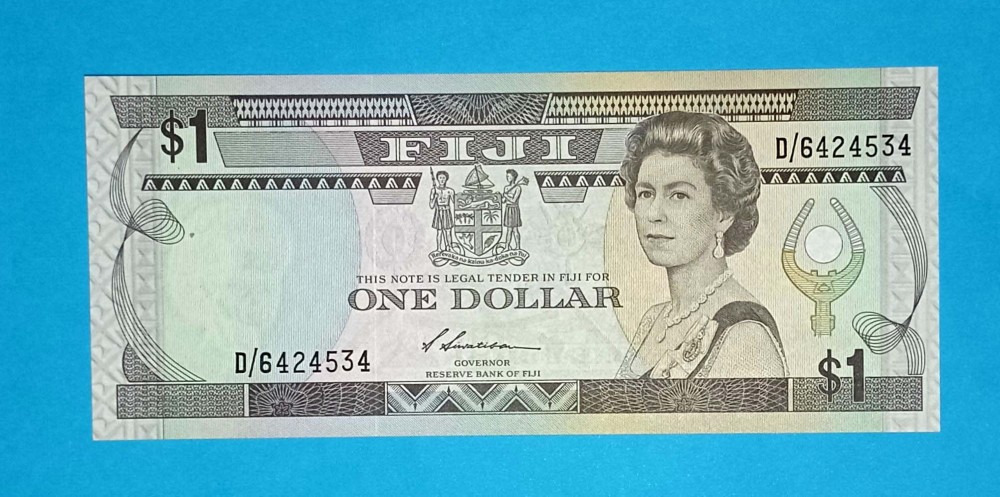 $1
FIJI
D/6424534
THIS NOTE IS LEGAL TENDER IN FIJI FOR
ONE DOLLAR
D/6424534
GOVERNOR
RESERVE BANK OF FIJI
$1